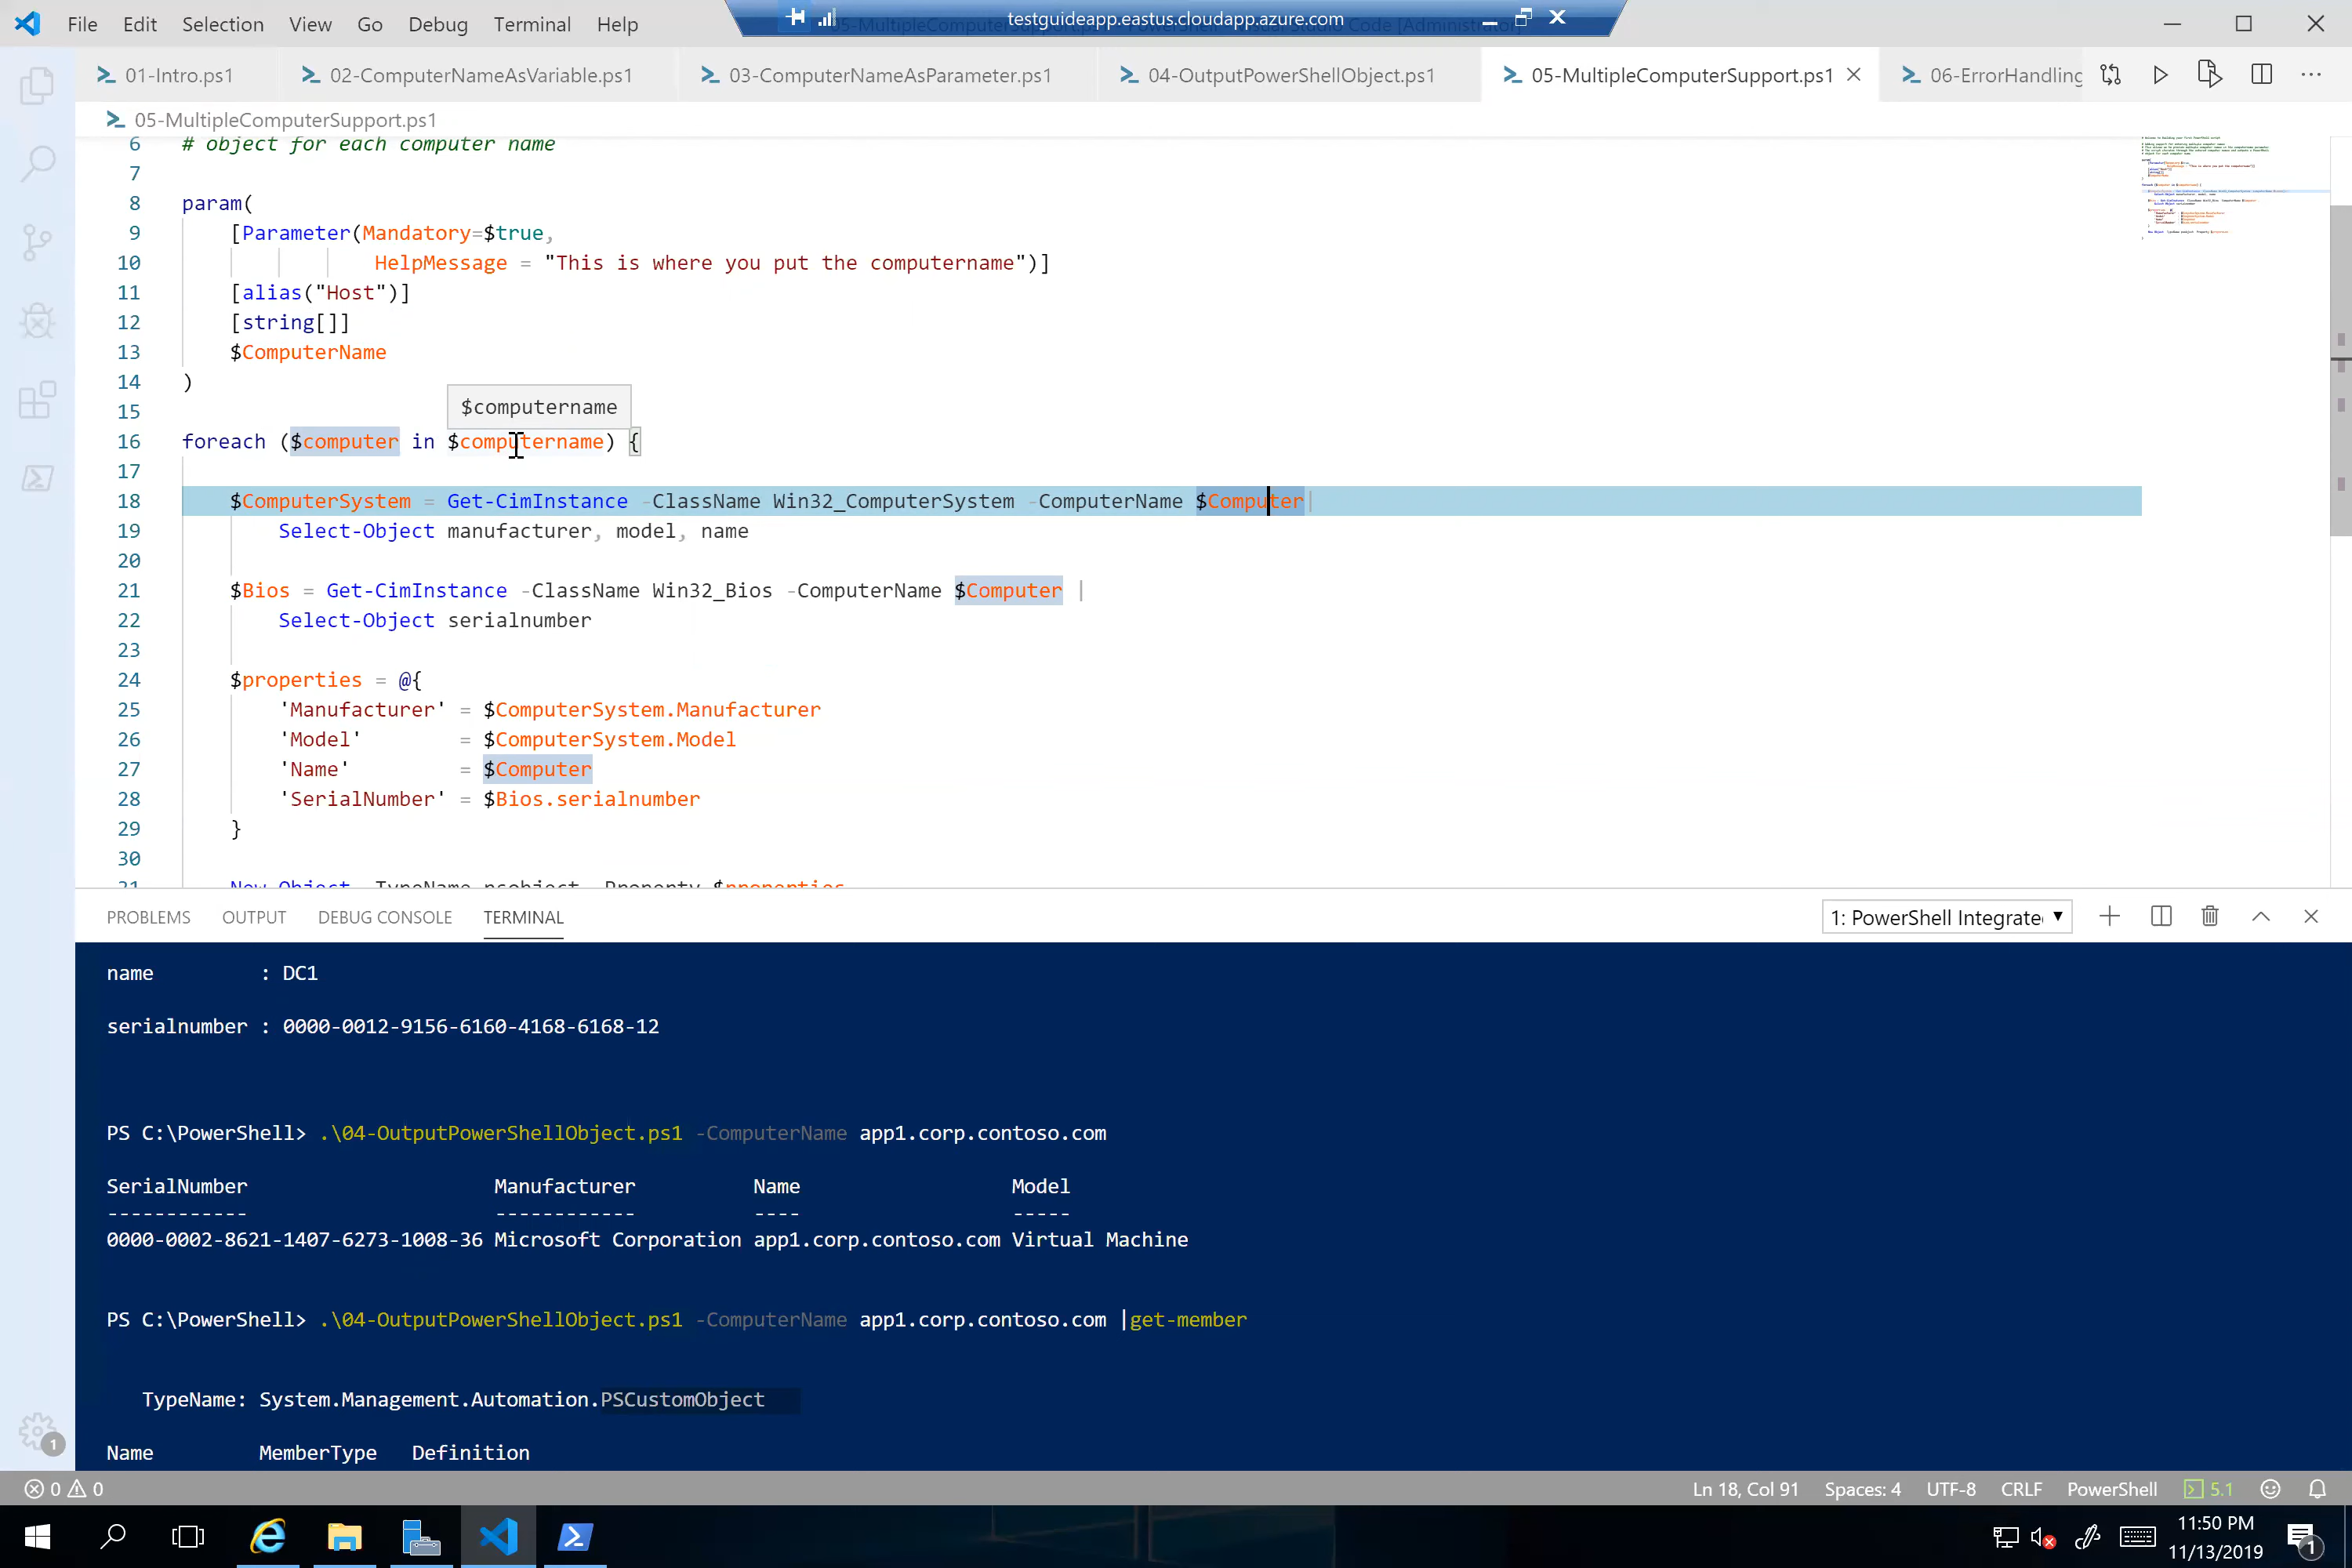 File Edit Selection View Go Debug Terminal Help
testguideapp.eastus.cloudapp.azure.com
01-Intro.ps1 02-ComputerNameAsVariable.ps1 03-ComputerNameAsParameter.ps1 04-OutputPowerShellObject.ps1 05-MultipleComputerSupport.ps1 06-ErrorHandling
05-MultipleComputerSupport.ps1
6 # object for each computer name
7
8 param(
9 [Parameter(Mandatory=$true,
10 HelpMessage = "This is where you put the computername")]
11 [alias("Host")]
12 [string[]]
13 $ComputerName
14 )
$computername
15
16 foreach ($computer in $computername) {
17
18 $ComputerSystem = Get-CimInstance -ClassName Win32_ComputerSystem -ComputerName $Computer|
19 Select-Object manufacturer, model, name
20
21 $Bios = Get-CimInstance -ClassName Win32_Bios -ComputerName $Computer |
22 Select-Object serialnumber
23
24 $properties = @{
25 'Manufacturer' = $ComputerSystem.Manufacturer
26 'Model' = $ComputerSystem.Model
27 'Name' = $Computer
28 'SerialNumber' = $Bios.serialnumber
29 }
30
31 New-Object -TypeName psobject -Property $properties
PROBLEMS OUTPUT DEBUG CONSOLE TERMINAL 1: PowerShell Integrate
name : DC1
serialnumber : 0000-0012-9156-6160-4168-6168-12
PS C:\PowerShell> .\04-OutputPowerShellObject.ps1 -ComputerName app1.corp.contoso.com
SerialNumber Manufacturer Name Model
------------ ------------ ---- -----
0000-0002-8621-1407-6273-1008-36 Microsoft Corporation app1.corp.contoso.com Virtual Machine
PS C:\PowerShell> .\04-OutputPowerShellObject.ps1 -ComputerName app1.corp.contoso.com |get-member
TypeName: System.Management.Automation.PSCustomObject
Name MemberType Definition
1
0 0 Ln 18, Col 91 Spaces: 4 UTF-8 CRLF PowerShell 5.1
11:50 PM
11/13/2019
1